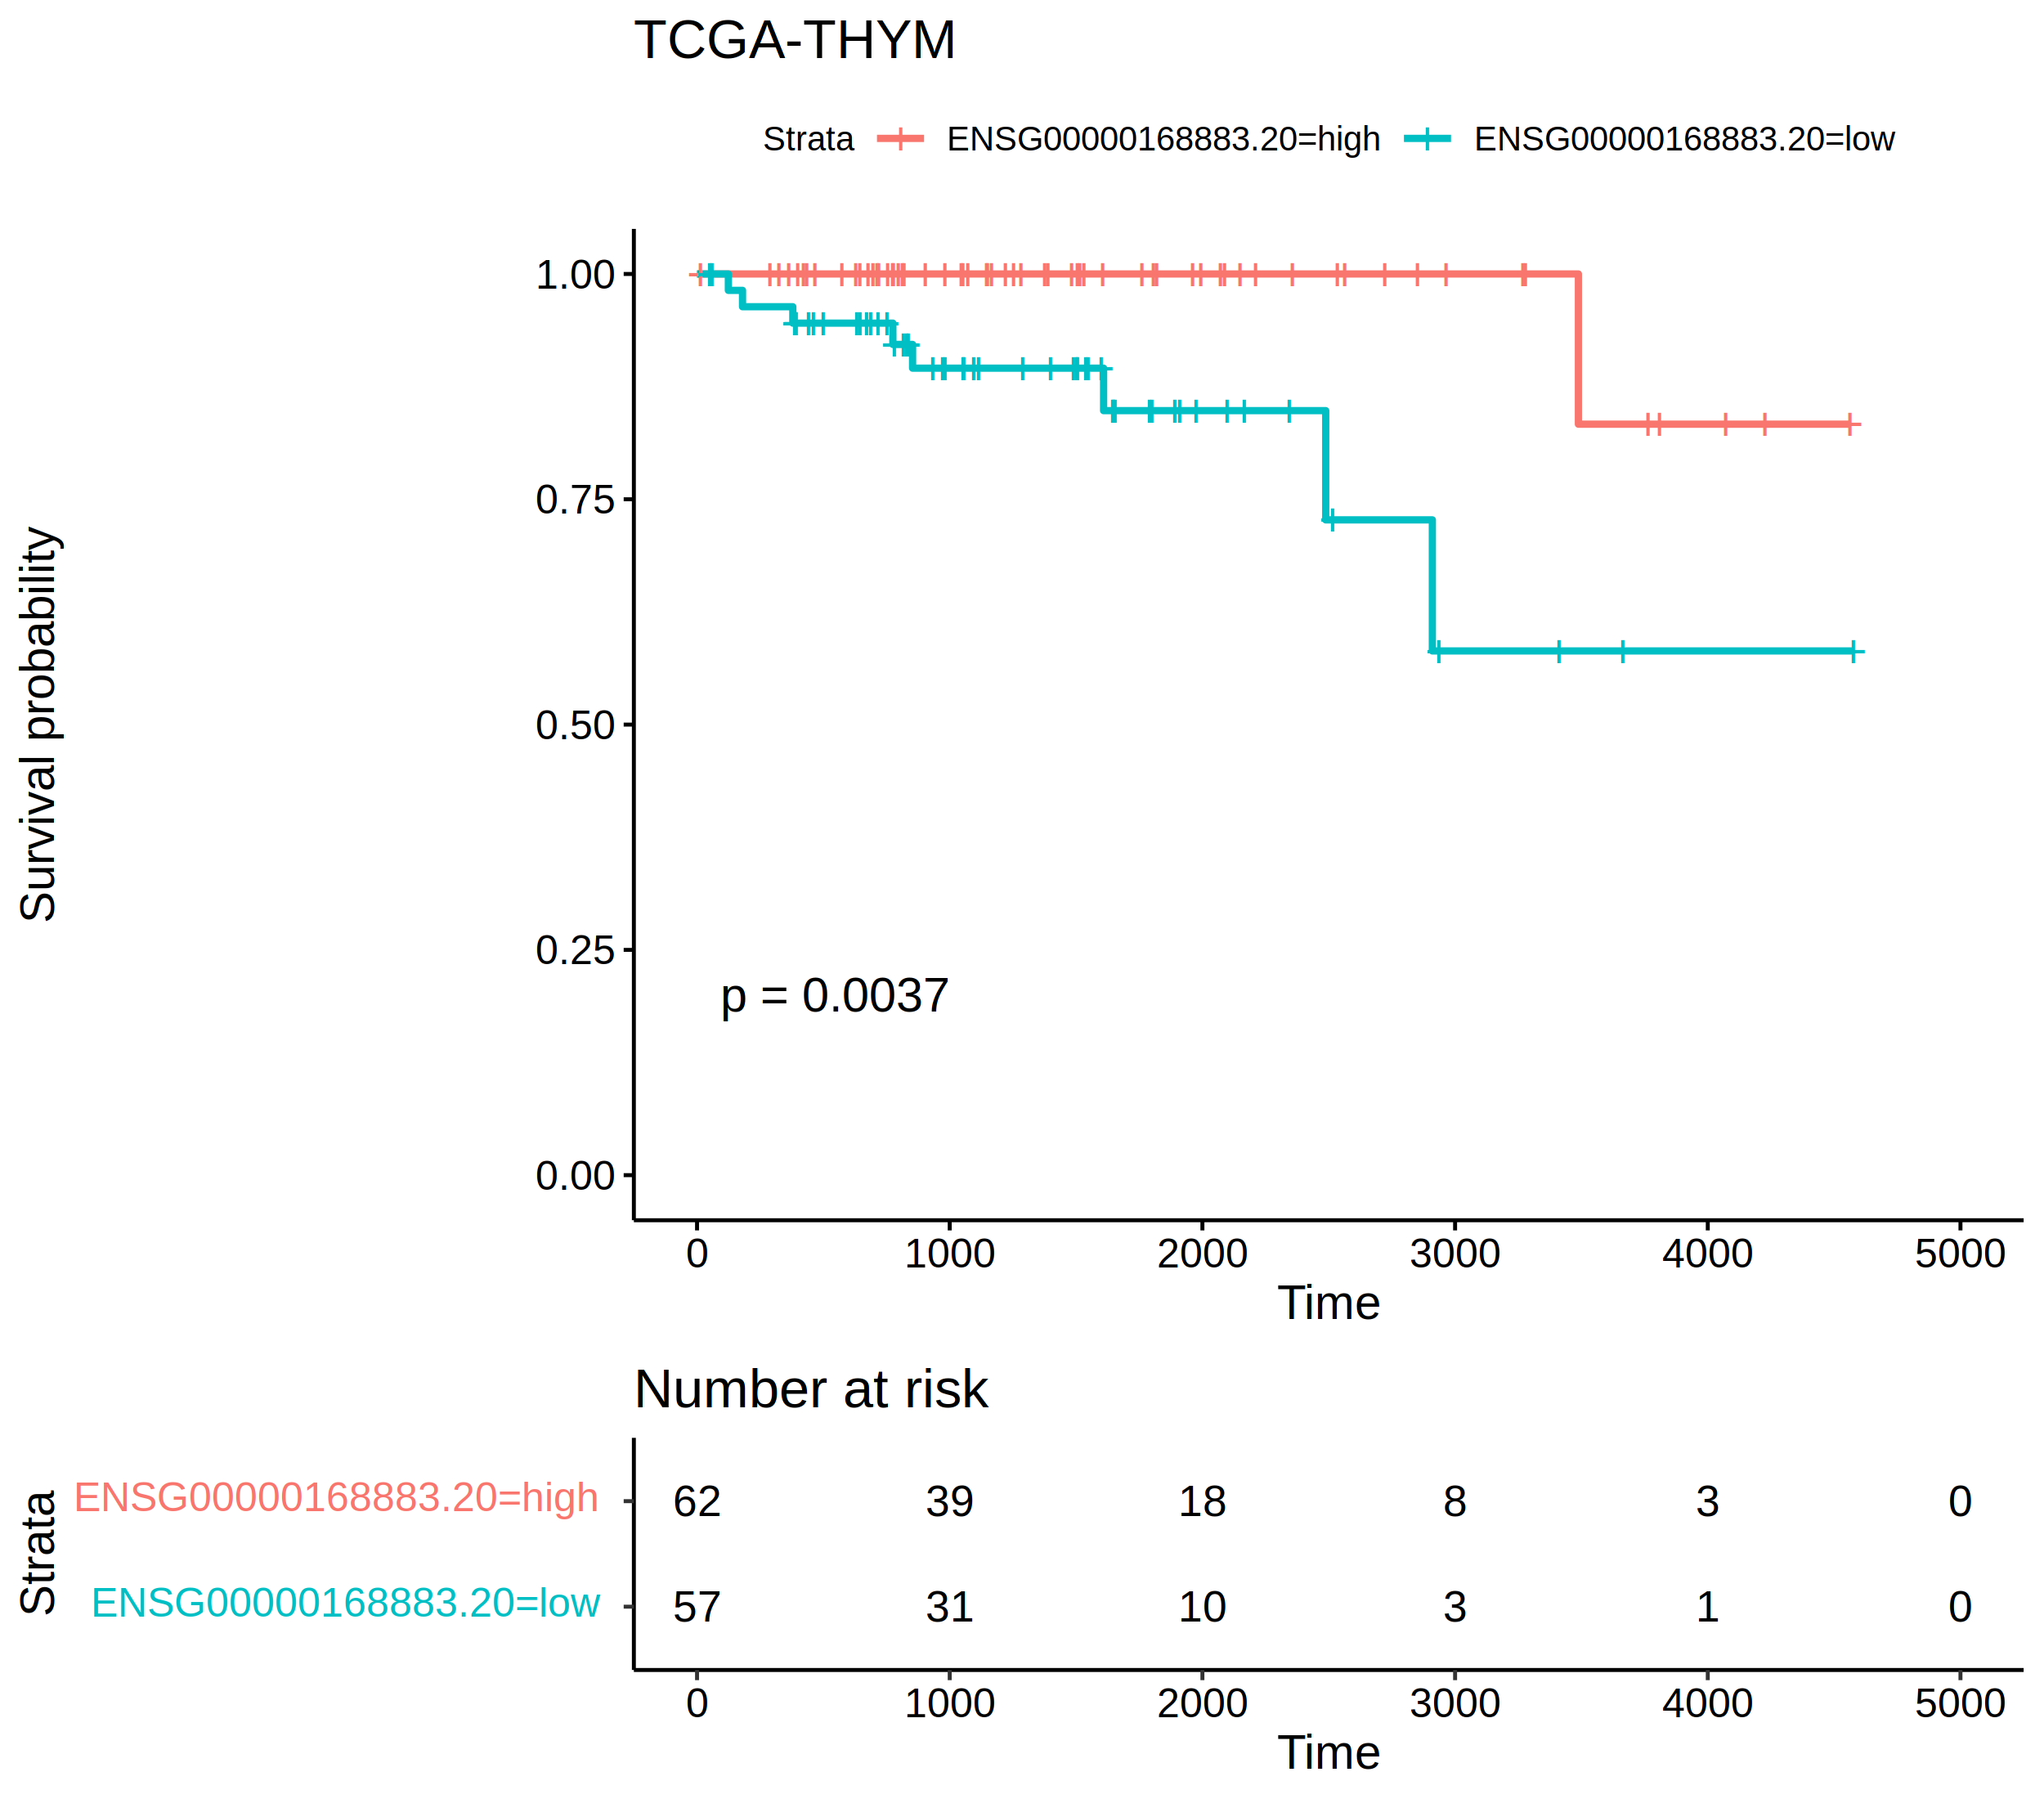 TCGA-THYM
Strata ENSG00000168883.20=high ENSG00000168883.20=low
Survival probability
1.00
0.75
0.50
0.25
0.00
p = 0.0037
0 1000 2000 3000 4000 5000
Time
Number at risk
Strata
ENSG00000168883.20=high 62 39 18 8 3 0
ENSG00000168883.20=low 57 31 10 3 1 0
0 1000 2000 3000 4000 5000
Time